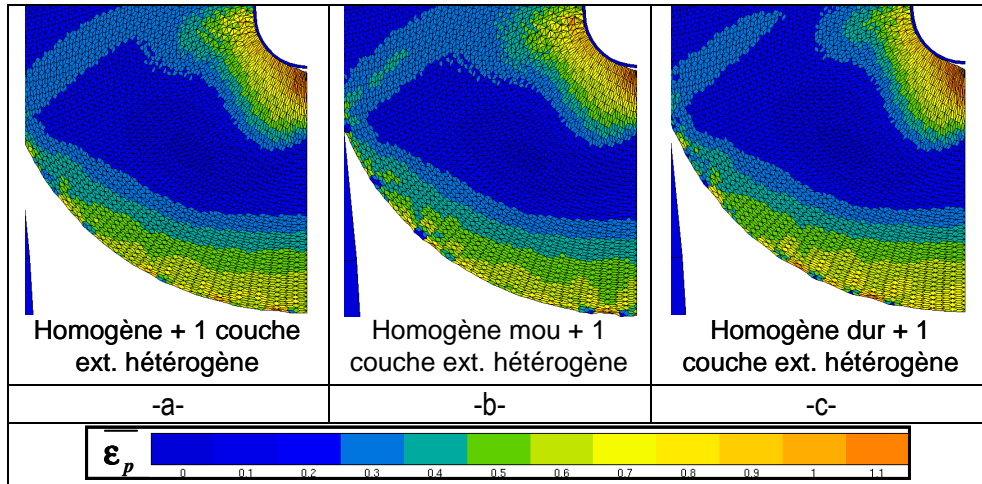 Homogène + 1 couche
ext. hétérogène
Homogène mou + 1
couche ext. hétérogène
Homogène dur + 1
couche ext. hétérogène
-a-
-b-
-c-
ε̅p
0 0.1 0.2 0.3 0.4 0.5 0.6 0.7 0.8 0.9 1 1.1